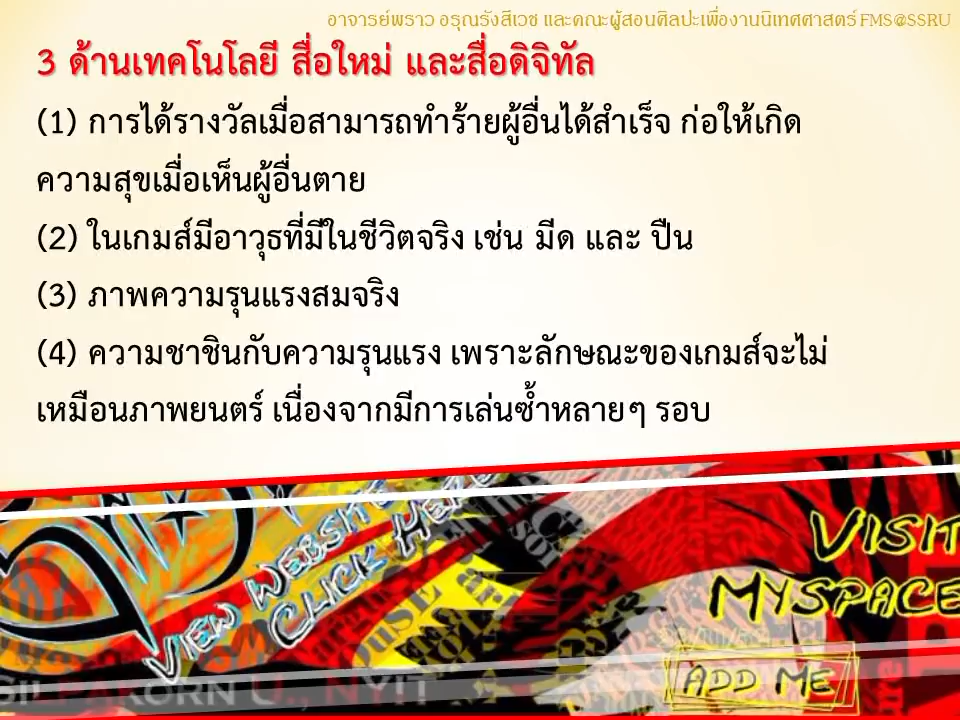 อาจารย์พราว อรุณรังสีเวช และคณะผู้สอนศิลปะเพื่องานนิเทศศาสตร์ FMS@SSRU
3 ด้านเทคโนโลยี สื่อใหม่ และสื่อดิจิทัล
(1) การได้รางวัลเมื่อสามารถทำร้ายผู้อื่นได้สำเร็จ ก่อให้เกิด
ความสุขเมื่อเห็นผู้อื่นตาย
(2) ในเกมส์มีอาวุธที่มีในชีวิตจริง เช่น มีด และ ปืน
(3) ภาพความรุนแรงสมจริง
(4) ความชาชินกับความรุนแรง เพราะลักษณะของเกมส์จะไม่
เหมือนภาพยนตร์ เนื่องจากมีการเล่นซ้ำหลายๆ รอบ
VIEW WEBSITE
CLICK HERE
VISIT
MYSPACE
ADD ME
KORN U., NYIT